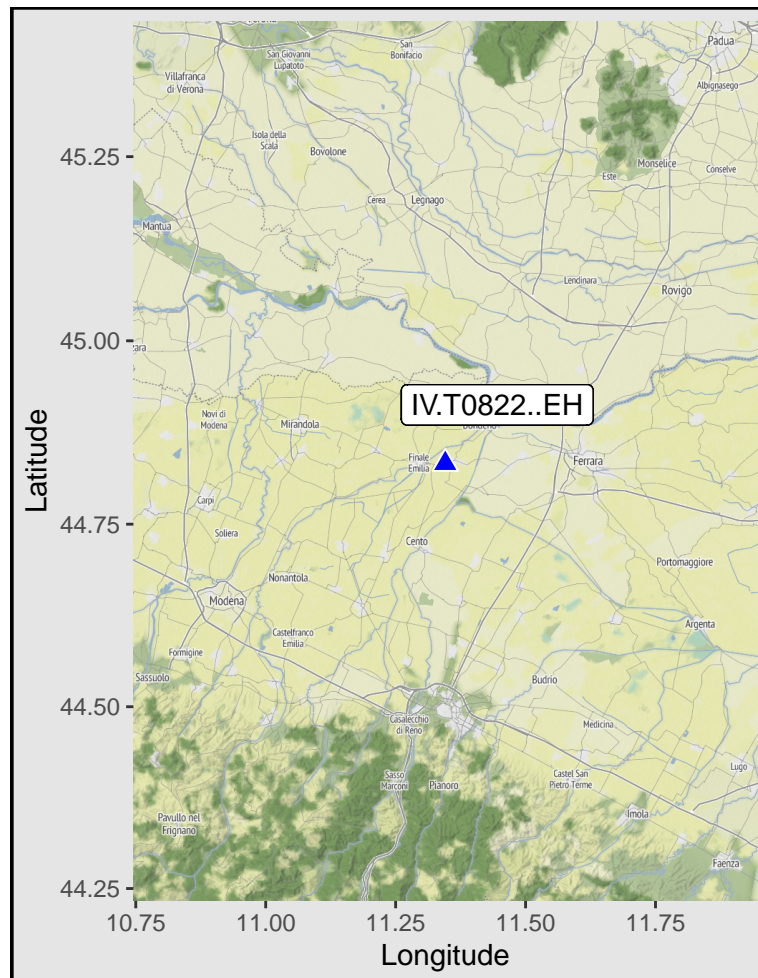 Verona
San Giovanni
Lupatoto
San
Bonifacio
Padua
Villafranca
di Verona
Albignasego
Isola della
Scala
Bovolone
45.25
Monselice
Conselve
Este
Cerea
Legnago
Mantua
Lendinara
Rovigo
45.00
zara
IV.T0822..EH
Novi di
Modena
Mirandola
Bondeno
Finale
Emilia
Ferrara
Latitude
Carpi
44.75
Soliera
Cento
Portomaggiore
Nonantola
Modena
Argenta
Castelfranco
Emilia
Formigine
Sassuolo
Budrio
44.50
Casalecchio
di Reno
Medicina
Lugo
Sasso
Marconi
Pianoro
Castel San
Pietro Terme
Pavullo nel
Frignano
Imola
Faenza
44.25
10.75 11.00 11.25 11.50 11.75
Longitude